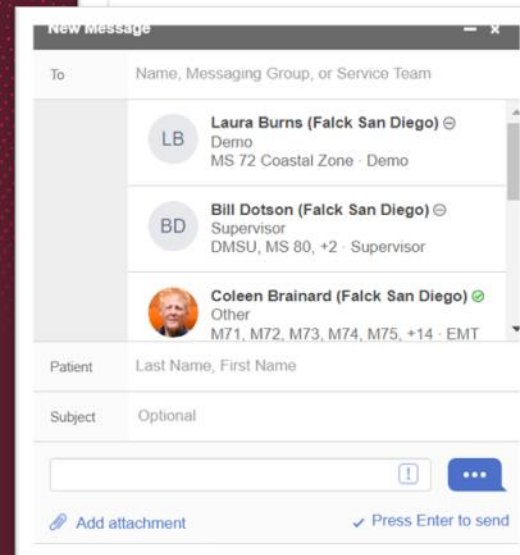 New Message
To Name, Messaging Group, or Service Team
LB
Laura Burns (Falck San Diego)
Demo
MS 72 Coastal Zone · Demo
BD
Bill Dotson (Falck San Diego)
Supervisor
DMSU, MS 80, +2 · Supervisor
Coleen Brainard (Falck San Diego)
Other
M71, M72, M73, M74, M75, +14 · EMT
Patient Last Name, First Name
Subject Optional
Add attachment ✓ Press Enter to send